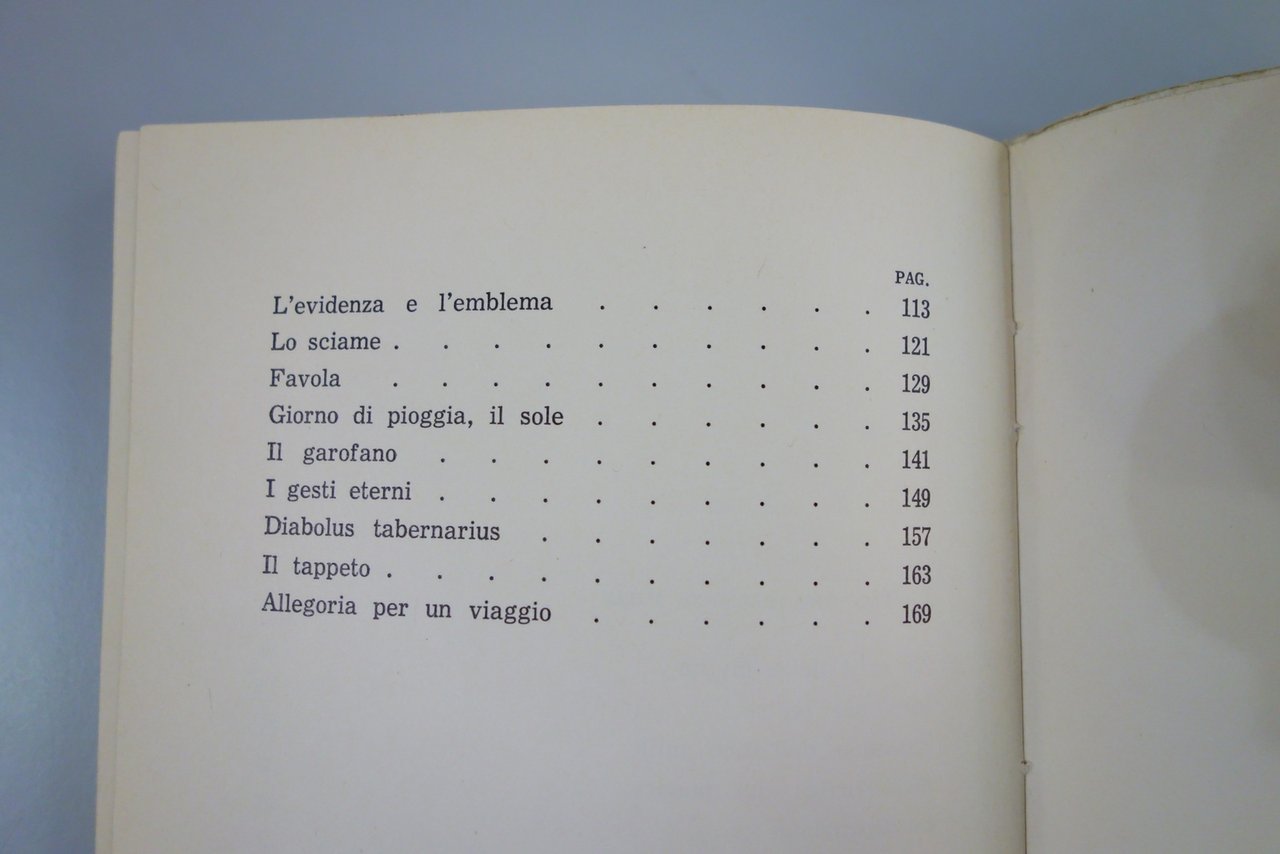 PAG.
L'evidenza e l'emblema . . . . . . 113
Lo sciame . . . . . . . . . . 121
Favola . . . . . . . . . . 129
Giorno di pioggia, il sole . . . . . . 135
Il garofano . . . . . . . . . 141
I gesti eterni . . . . . . . . . 149
Diabolus tabernarius . . . . . . . 157
Il tappeto . . . . . . . . . . 163
Allegoria per un viaggio . . . . . . 169